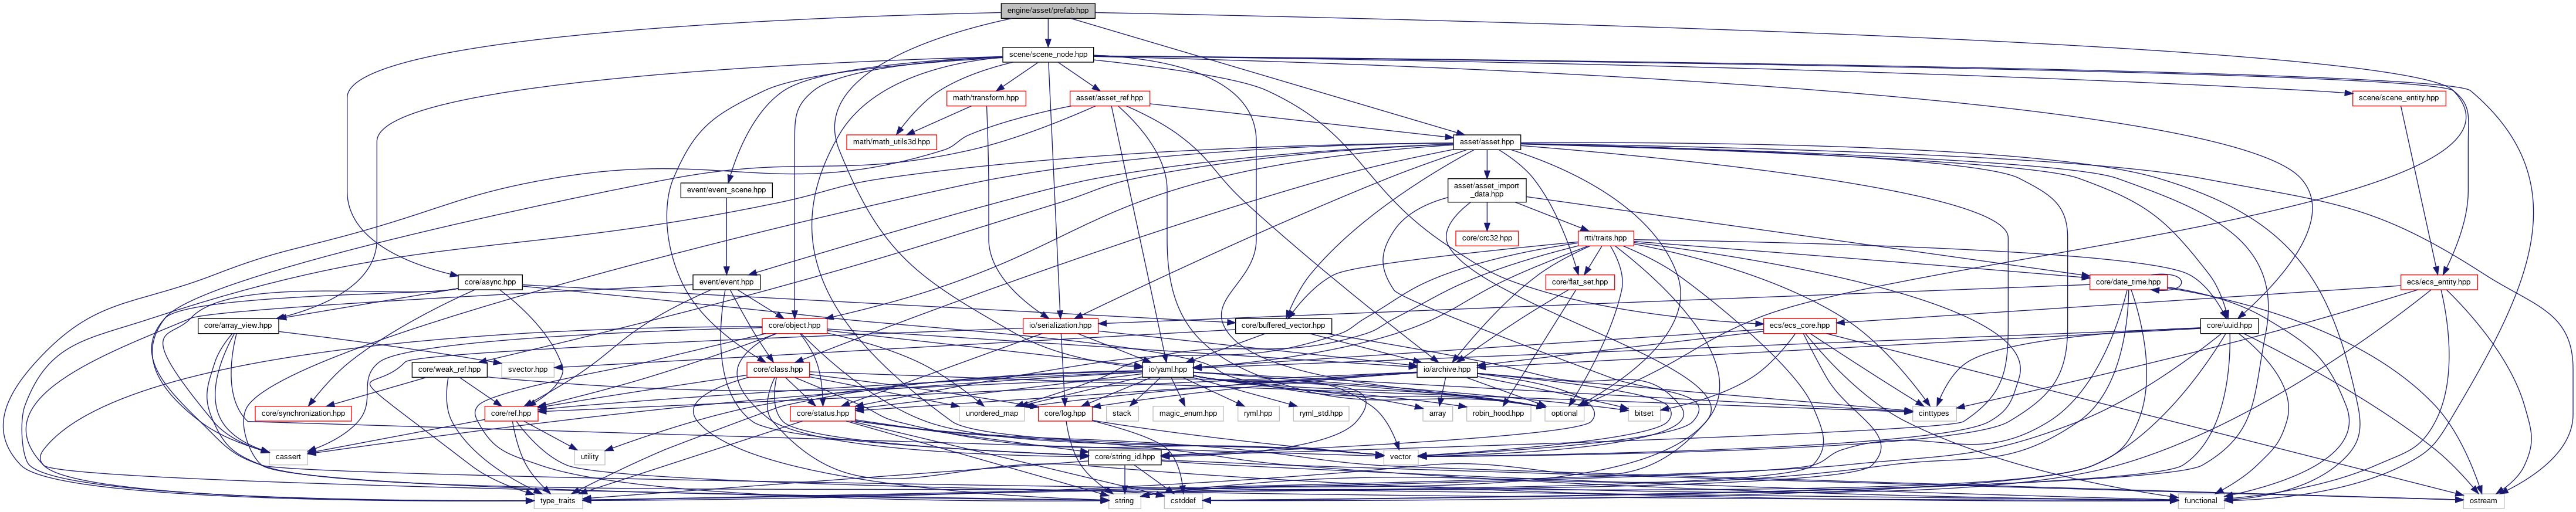 engine/asset/prefab.hpp
scene/scene_node.hpp
math/transform.hpp
asset/asset_ref.hpp
scene/scene_entity.hpp
math/math_utils3d.hpp
asset/asset.hpp
event/event_scene.hpp
asset/asset_import
_data.hpp
core/crc32.hpp
rtti/traits.hpp
core/async.hpp
event/event.hpp
core/flat_set.hpp
core/date_time.hpp
ecs/ecs_entity.hpp
core/array_view.hpp
core/object.hpp
io/serialization.hpp
core/buffered_vector.hpp
ecs/ecs_core.hpp
core/uuid.hpp
core/weak_ref.hpp
svector.hpp
core/class.hpp
io/yaml.hpp
io/archive.hpp
core/synchronization.hpp
core/ref.hpp
core/status.hpp
unordered_map
core/log.hpp
stack
magic_enum.hpp
ryml.hpp
ryml_std.hpp
array
robin_hood.hpp
optional
bitset
cinttypes
cassert
utility
core/string_id.hpp
vector
type_traits
string
cstddef
functional
ostream